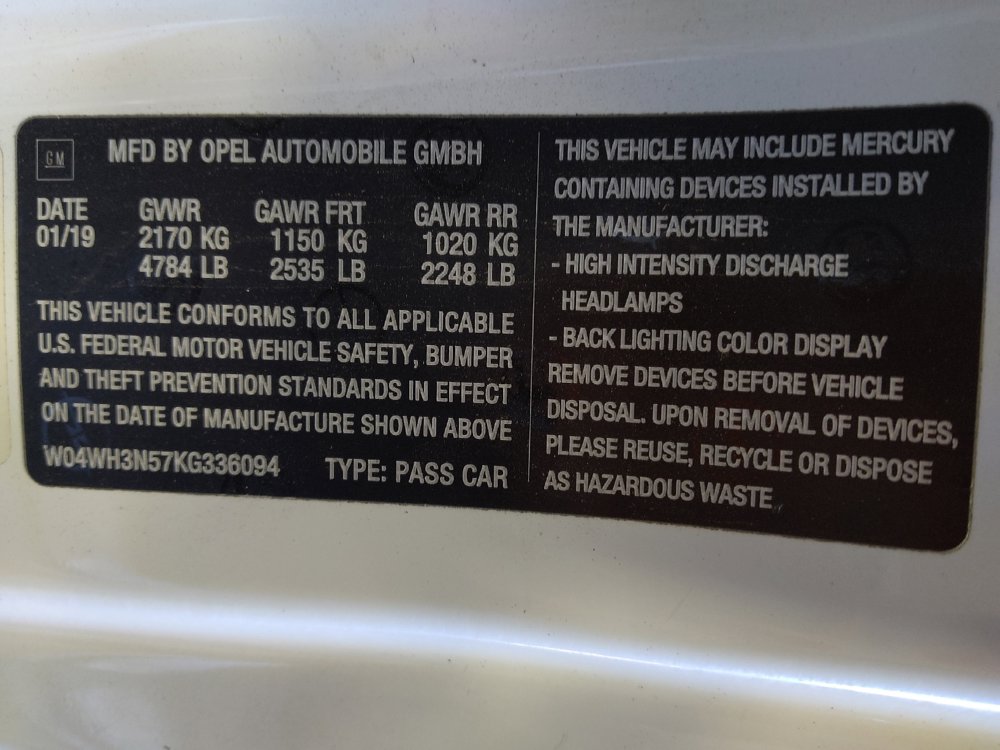 GM
MFD BY OPEL AUTOMOBILE GMBH
DATE GVWR GAWR FRT GAWR RR
01/19 2170 KG 1150 KG 1020 KG
4784 LB 2535 LB 2248 LB
THIS VEHICLE CONFORMS TO ALL APPLICABLE
U.S. FEDERAL MOTOR VEHICLE SAFETY, BUMPER
AND THEFT PREVENTION STANDARDS IN EFFECT
ON THE DATE OF MANUFACTURE SHOWN ABOVE
W04WH3N57KG336094 TYPE: PASS CAR
THIS VEHICLE MAY INCLUDE MERCURY
CONTAINING DEVICES INSTALLED BY
THE MANUFACTURER:
- HIGH INTENSITY DISCHARGE
HEADLAMPS
- BACK LIGHTING COLOR DISPLAY
REMOVE DEVICES BEFORE VEHICLE
DISPOSAL. UPON REMOVAL OF DEVICES,
PLEASE REUSE, RECYCLE OR DISPOSE
AS HAZARDOUS WASTE